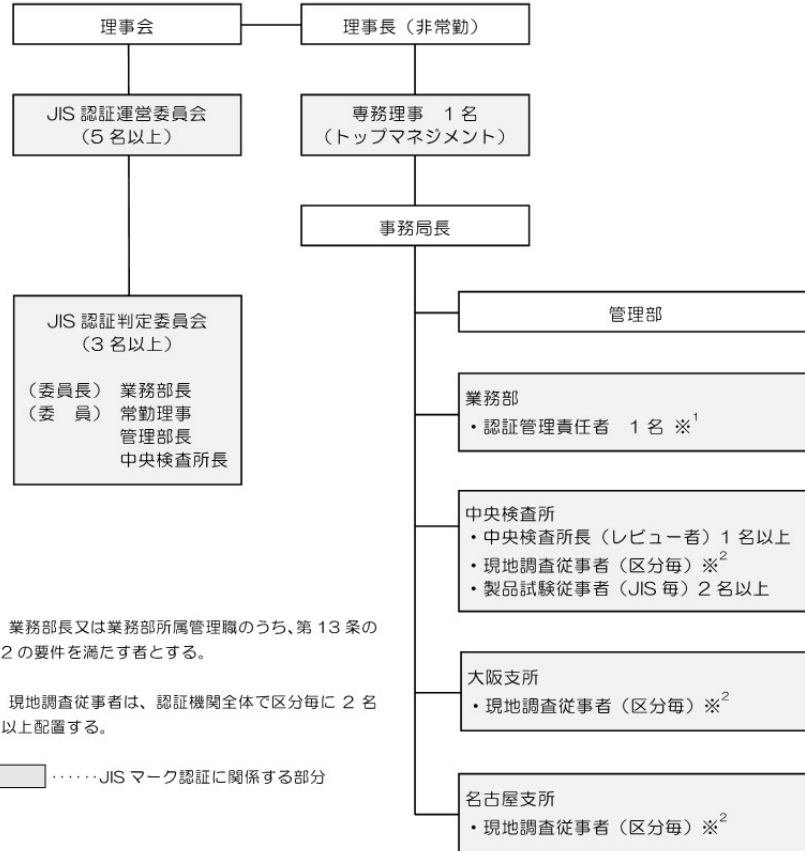 理事会
理事長（非常勤）
JIS 認証運営委員会
（5 名以上）
専務理事　1 名
（トップマネジメント）
事務局長
JIS 認証判定委員会
（3 名以上）
（委員長）　業務部長
（委　員）　常勤理事
管理部長
中央検査所長
管理部
業務部
・認証管理責任者　1 名 ※1
中央検査所
・中央検査所長（レビュー者）1 名以上
・現地調査従事者（区分毎）※2
・製品試験従事者（JIS 毎）2 名以上
大阪支所
・現地調査従事者（区分毎）※2
名古屋支所
・現地調査従事者（区分毎）※2
業務部長又は業務部所属管理職のうち、第 13 条の
2 の要件を満たす者とする。
現地調査従事者は、認証機関全体で区分毎に 2 名
以上配置する。
‥‥‥JIS マーク認証に関係する部分